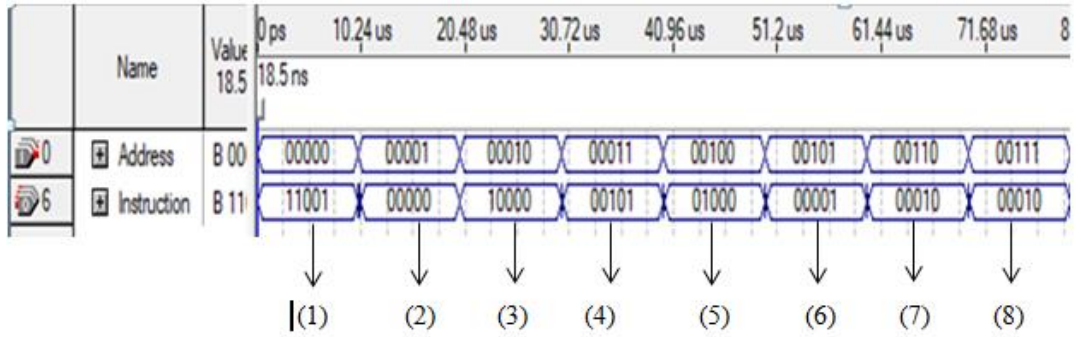 Name Value 18.5 0 ps 10.24 us 20.48 us 30.72 us 40.96 us 51.2 us 61.44 us 71.68 us 8
18.5 ns
0 Address B 00 00000 00001 00010 00011 00100 00101 00110 00111
6 Instruction B 11 11001 00000 10000 00101 01000 00001 00010 00010
(1) (2) (3) (4) (5) (6) (7) (8)